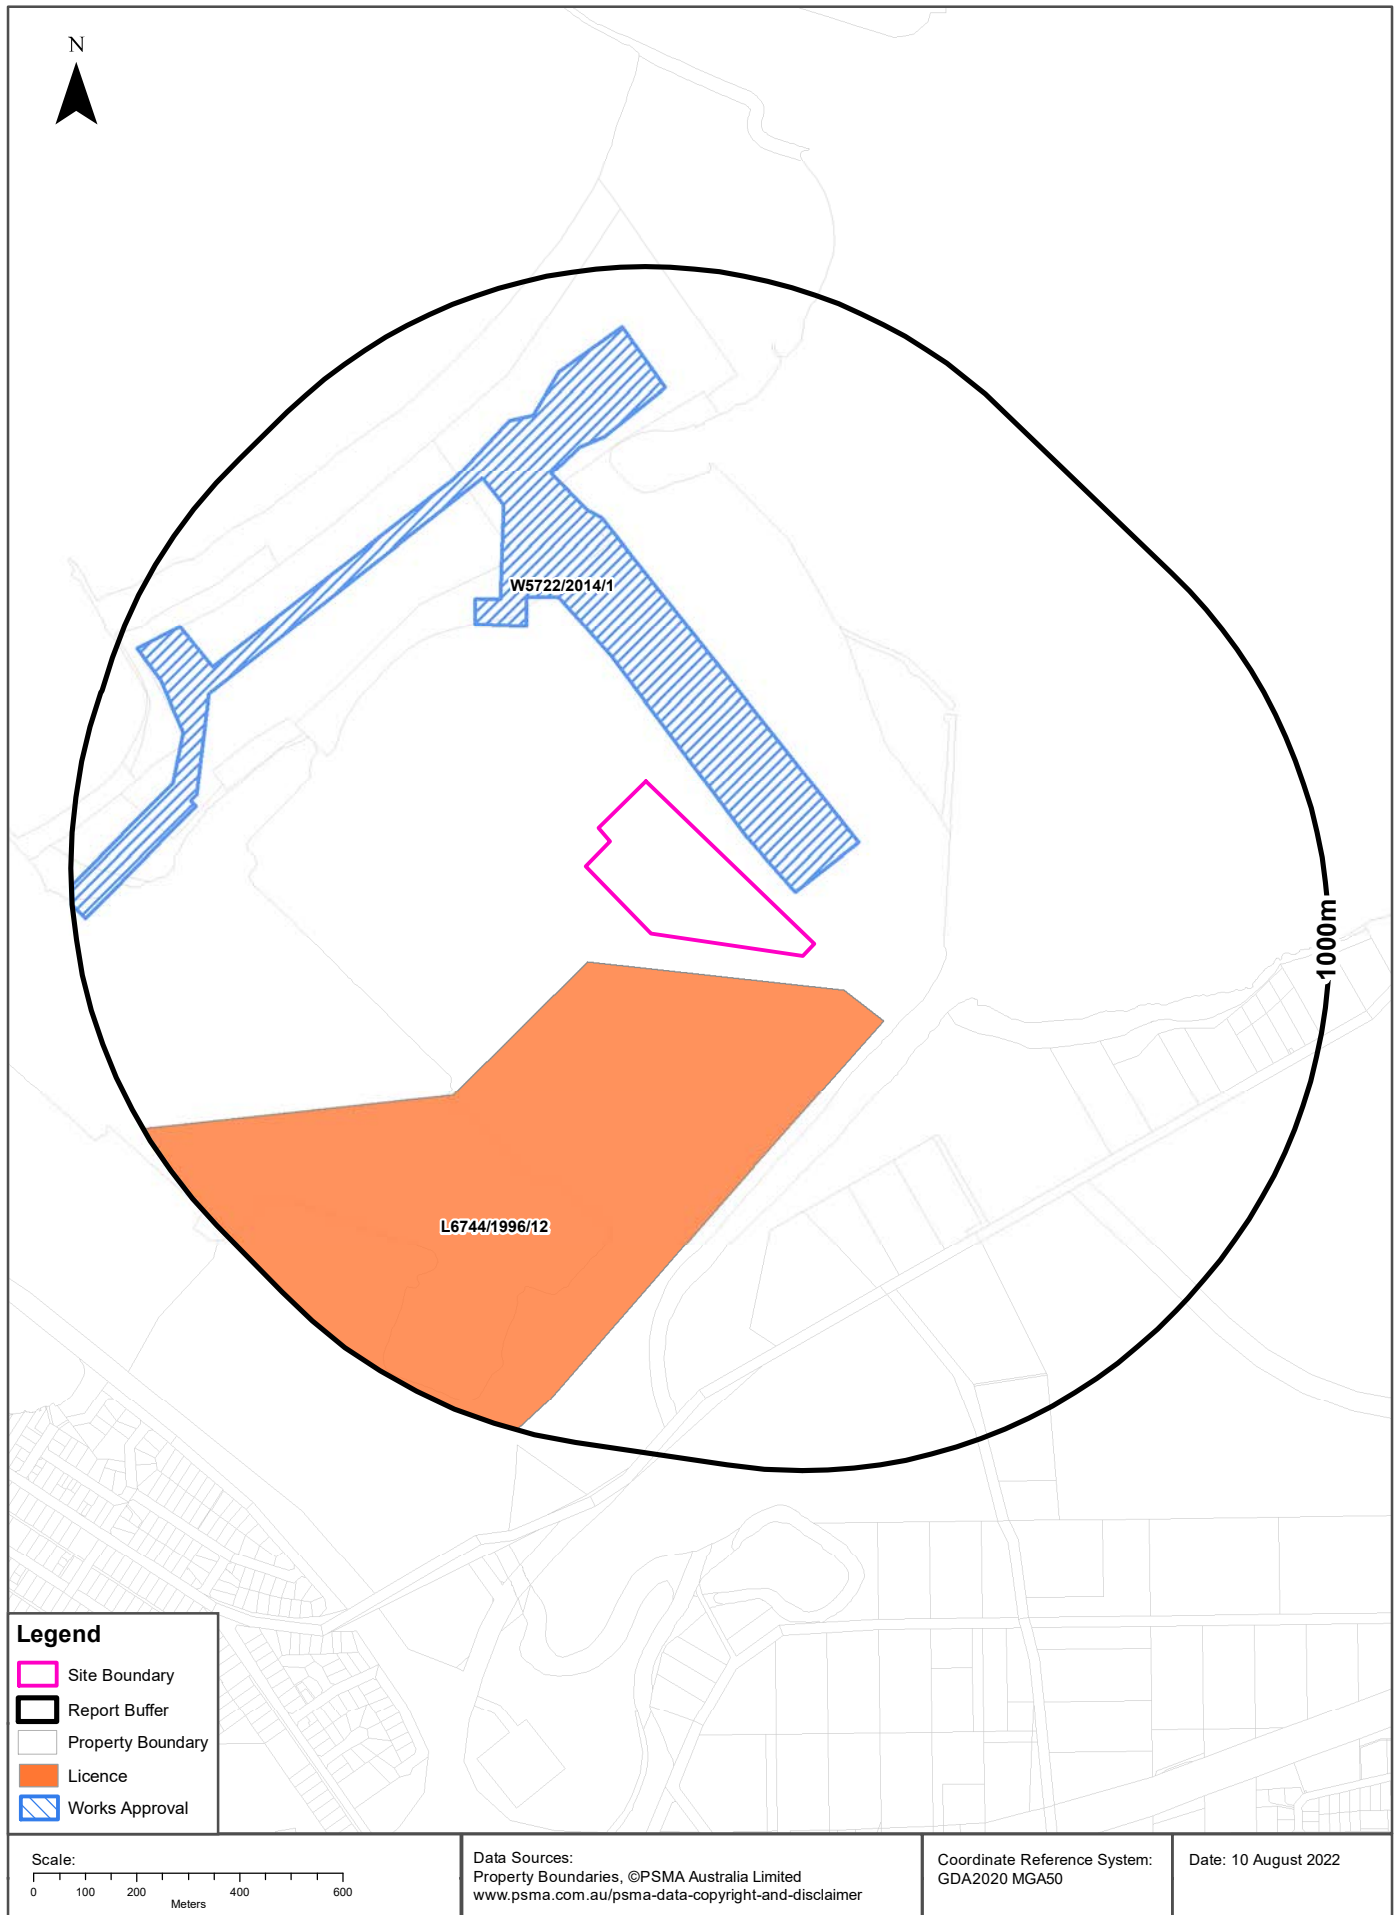 N
W5722/2014/1
1000m
L6744/1996/12
Legend
Site Boundary
Report Buffer
Property Boundary
Licence
Works Approval
Scale:
0 100 200 400 600
Meters
Data Sources:
Property Boundaries, ©PSMA Australia Limited
www.psma.com.au/psma-data-copyright-and-disclaimer
Coordinate Reference System:
GDA2020 MGA50
Date: 10 August 2022